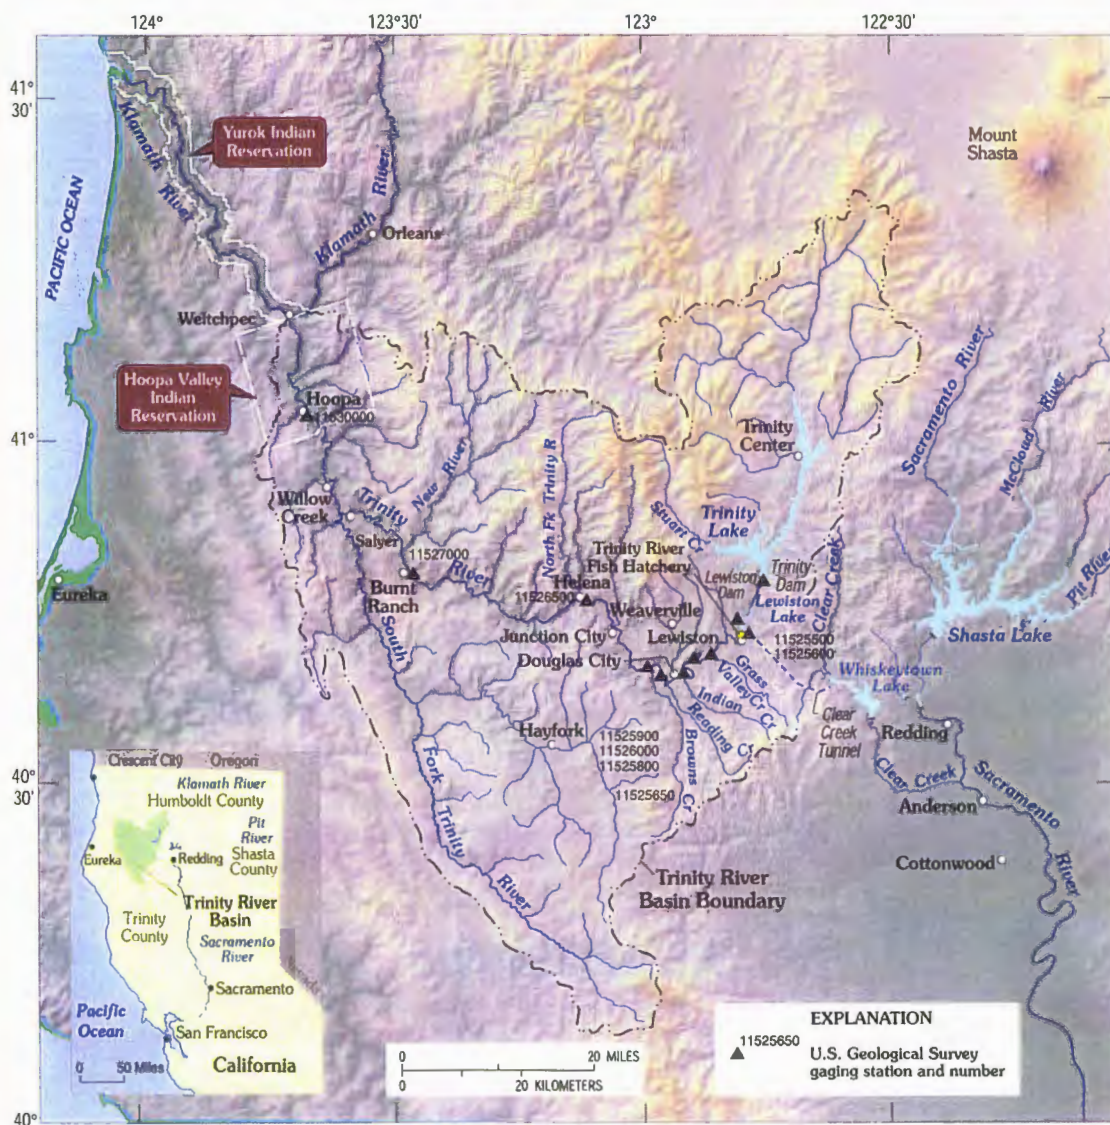 124°
123°30'
123°
122°30'
41°
30'
Klamath River
Yurok Indian
Reservation
PACIFIC OCEAN
Klamath River
Orleans
Mount
Shasta
Weitchpec
Hoopa Valley
Indian
Reservation
Hoopa
11530000
41°
New River
North Fk Trinity R
Trinity
Center
Sacramento River
McCloud River
Willow
Creek
Trinity River
Salyer
Stuart Cr
Trinity
Lake
11527000
Trinity River
Fish Hatchery
Clear Creek
Pit River
Burnt
Ranch
Helena
11526500
Lewiston
Dam
Trinity
Dam
Lewiston
Lake
Eureka
Weaverville
Junction City
Lewiston
11525500
11525600
Shasta Lake
Douglas City
Grass
Valley Cr
Whiskeytown
Lake
Indian Cr
Reading Cr
Browns Cr
Clear
Creek
Tunnel
Redding
South Fork Trinity River
Hayfork
11525900
11526000
11525800
11525650
40°
30'
Clear Creek
Sacramento River
Anderson
Cottonwood
Trinity River
Basin Boundary
Crescent City
Oregon
Klamath River
Humboldt County
Pit
River
Shasta
County
Eureka
Redding
Trinity River
Basin
Trinity
County
Sacramento
River
Nevada
Sacramento
Pacific
Ocean
San Francisco
California
0 50 Miles
0 20 MILES
0 20 KILOMETERS
EXPLANATION
11525650
U.S. Geological Survey
gaging station and number
40°
124°
123°30'
123°
122°30'